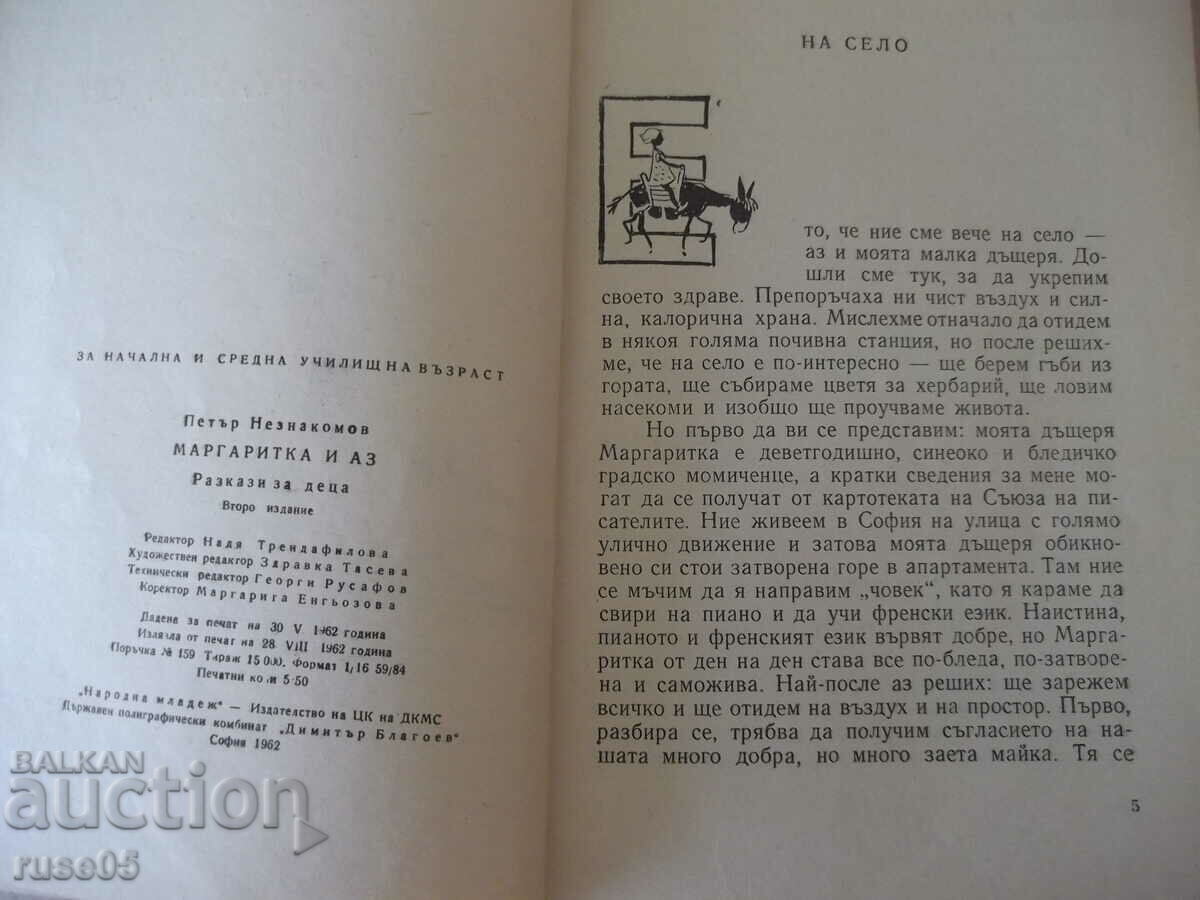 ЗА НАЧАЛНА И СРЕДНА УЧИЛИЩНА ВЪЗРАСТ
Петър Незнакомов
МАРГАРИТКА И АЗ
Разкази за деца
Второ издание
Редактор Надя Трендафилова
Художествен редактор Здравка Тасева
Технически редактор Георги Русафов
Коректор Маргарига Енгьозова
Дадена за печат на 30 V 1962 година
Излязла от печат на 28 VIII 1962 година
Поръчка № 159 Тираж 15 000. Формат 1/16 59/84
Печатни коли 5·50
„Народна младеж“ — Издателство на ЦК на ДКМС
Държавен полиграфически комбинат „Димитър Благоев“
София 1962
НА СЕЛО
Е
то, че ние сме вече на село —
аз и моята малка дъщеря. До-
шли сме тук, за да укрепим
своето здраве. Препоръчаха ни чист въздух и сил-
на, калорична храна. Мислехме отначало да отидем
в някоя голяма почивна станция, но после решихме-
ме, че на село е по-интересно — ще берем гъби из
гората, ще събираме цветя за хербарий, ще ловим
насекоми и изобщо ще проучваме живота.
Но първо да ви се представим: моята дъщеря
Маргаритка е деветгодишно, синеоко и бледичко
градско момиченце, а кратки сведения за мене мо-
гат да се получат от картотеката на Съюза на пи-
сателите. Ние живеем в София на улица с голямо
улично движение и затова моята дъщеря обикно-
вено си стои затворена горе в апартамента. Там ние
се мъчим да я направим „човек“, като я караме да
свири на пиано и да учи френски език. Наистина,
пианото и френският език вървят добре, но Марга-
ритка от ден на ден става все по-бледа, по-затворе-
на и саможива. Най-после аз реших: ще зарежем
всичко и ще отидем на въздух и на простор. Първо,
разбира се, трябва да получим съгласието на на-
шата много добра, но много заета майка. Тя се
5
BALKAN
auction
ruse05